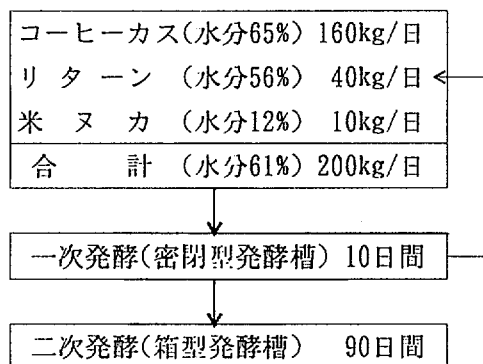 コーヒーカス(水分65%) 160kg/日
リターン (水分56%) 40kg/日
米ヌカ (水分12%) 10kg/日
合計 (水分61%) 200kg/日
一次発酵(密閉型発酵槽) 10日間
二次発酵(箱型発酵槽) 90日間